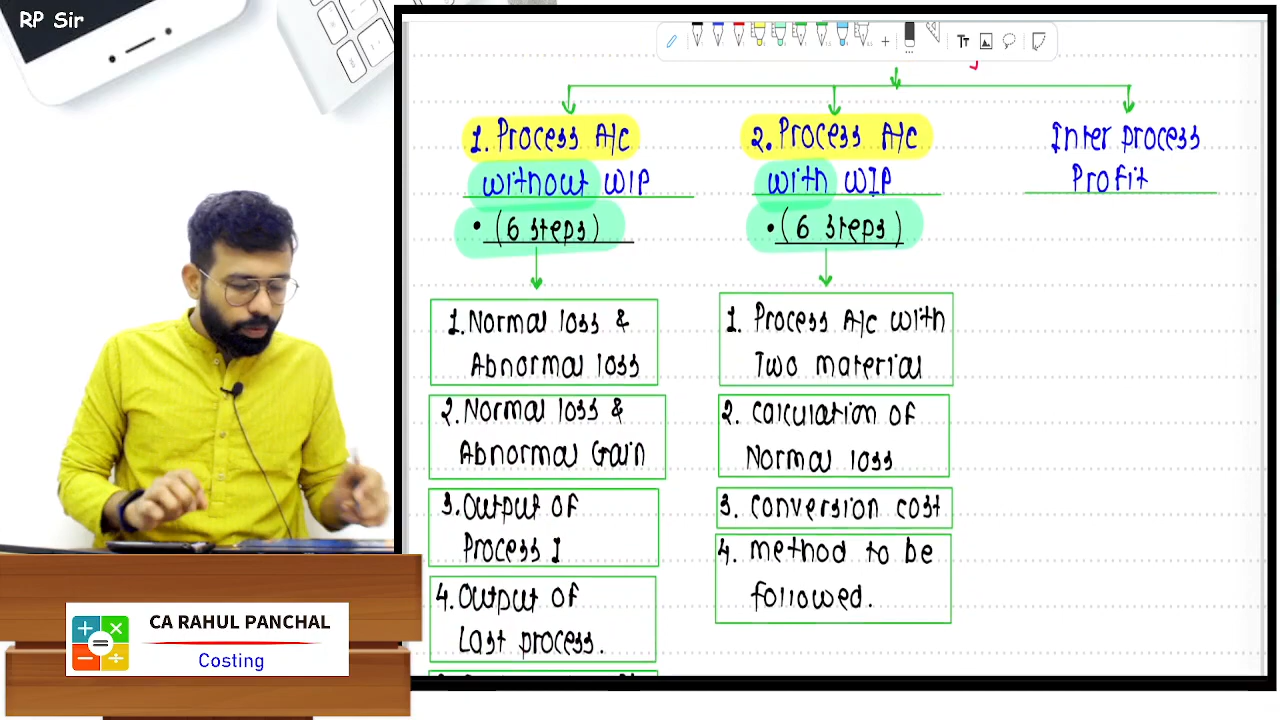 RP Sir
1. Process A/c
without WIP
• (6 steps)
1. Normal loss &
Abnormal loss
2. Normal loss &
Abnormal Gain
3. Output of
Process I
4. Output of
Last process.
2. Process A/c
with WIP
• (6 steps)
1. Process A/c with
Two material
2. Calculation of
Normal loss
3. Conversion cost
4. method to be
followed.
Inter process
Profit
CA RAHUL PANCHAL
Costing
Tт